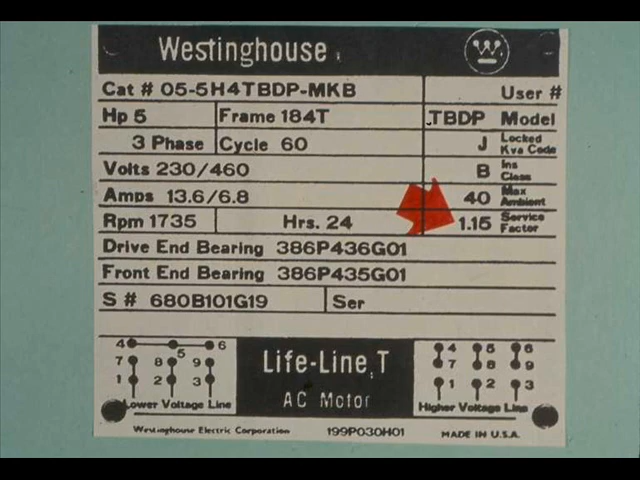 Westinghouse
Cat # 05-5H4TBDP-MKB User #
Hp 5 Frame 184T TBDP Model
3 Phase Cycle 60 J Locked Kva Code
Volts 230/460 B Ins Class
Amps 13.6/6.8 40 Max Ambient
Rpm 1735 Hrs. 24 1.15 Service Factor
Drive End Bearing 386P436G01
Front End Bearing 386P435G01
S # 680B101G19 Ser
4 5 6
7 8 9
1 2 3
Lower Voltage Line
Life-Line, T
AC Motor
4 5 6
7 8 9
1 2 3
Higher Voltage Line
Westinghouse Electric Corporation 199P030H01 MADE IN U.S.A.